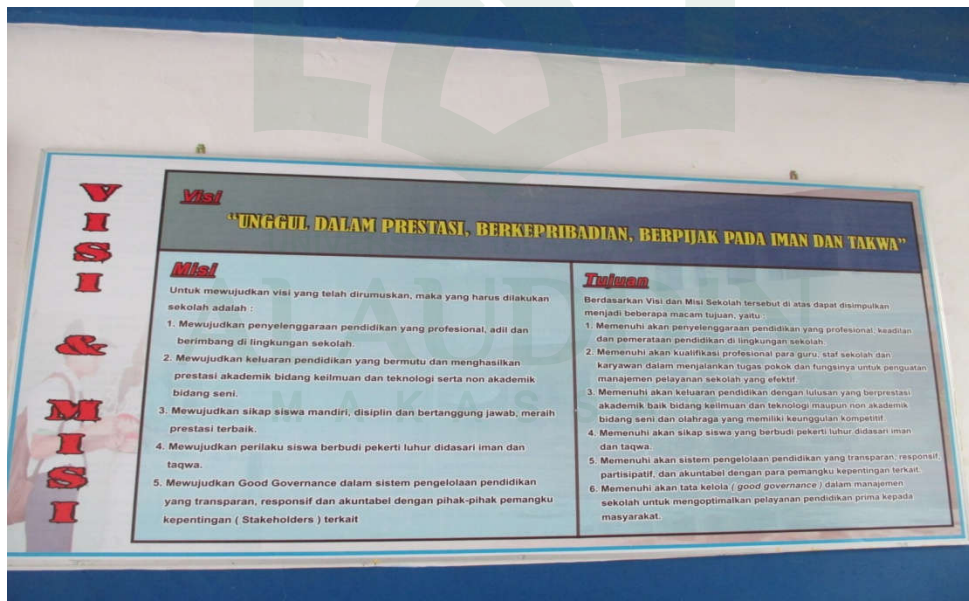 VISI & MISI
Visi
“UNGGUL DALAM PRESTASI, BERKEPRIBADIAN, BERPIJAK PADA IMAN DAN TAKWA”
Misi
Untuk mewujudkan visi yang telah dirumuskan, maka yang harus dilakukan
sekolah adalah :
1. Mewujudkan penyelenggaraan pendidikan yang profesional, adil dan
berimbang di lingkungan sekolah.
2. Mewujudkan keluaran pendidikan yang bermutu dan menghasilkan
prestasi akademik bidang keilmuan dan teknologi serta non akademik
bidang seni.
3. Mewujudkan sikap siswa mandiri, disiplin dan bertanggung jawab, meraih
prestasi terbaik.
4. Mewujudkan perilaku siswa berbudi pekerti luhur didasari iman dan
taqwa.
5. Mewujudkan Good Governance dalam sistem pengelolaan pendidikan
yang transparan, responsif dan akuntabel dengan pihak-pihak pemangku
kepentingan ( Stakeholders ) terkait
Tujuan
Berdasarkan Visi dan Misi Sekolah tersebut di atas dapat disimpulkan
menjadi beberapa macam tujuan, yaitu :
1. Memenuhi akan penyelenggaraan pendidikan yang profesional, keadilan
dan pemerataan pendidikan di lingkungan sekolah.
2. Memenuhi akan kualifikasi profesional para guru, staf sekolah dan
karyawan dalam menjalankan tugas pokok dan fungsinya untuk penguatan
manajemen pelayanan sekolah yang efektif.
3. Memenuhi akan keluaran pendidikan dengan lulusan yang berprestasi
akademik baik bidang keilmuan dan teknologi maupun non akademik
bidang seni dan olahraga yang memiliki keunggulan kompetitif.
4. Memenuhi akan sikap siswa yang berbudi pekerti luhur didasari iman
dan taqwa.
5. Memenuhi akan sistem pengelolaan pendidikan yang transparan, responsif,
partisipatif, dan akuntabel dengan para pemangku kepentingan terkait.
6. Memenuhi akan tata kelola ( good governance ) dalam manajemen
sekolah untuk mengoptimalkan pelayanan pendidikan prima kepada
masyarakat.